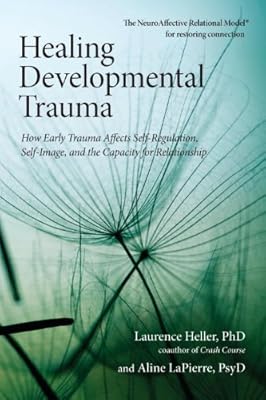 The NeuroAffective Relational Model®
for restoring connection
Healing
Developmental
Trauma
How Early Trauma Affects Self-Regulation,
Self-Image, and the Capacity for Relationship
Laurence Heller, PhD
coauthor of Crash Course
and Aline LaPierre, PsyD